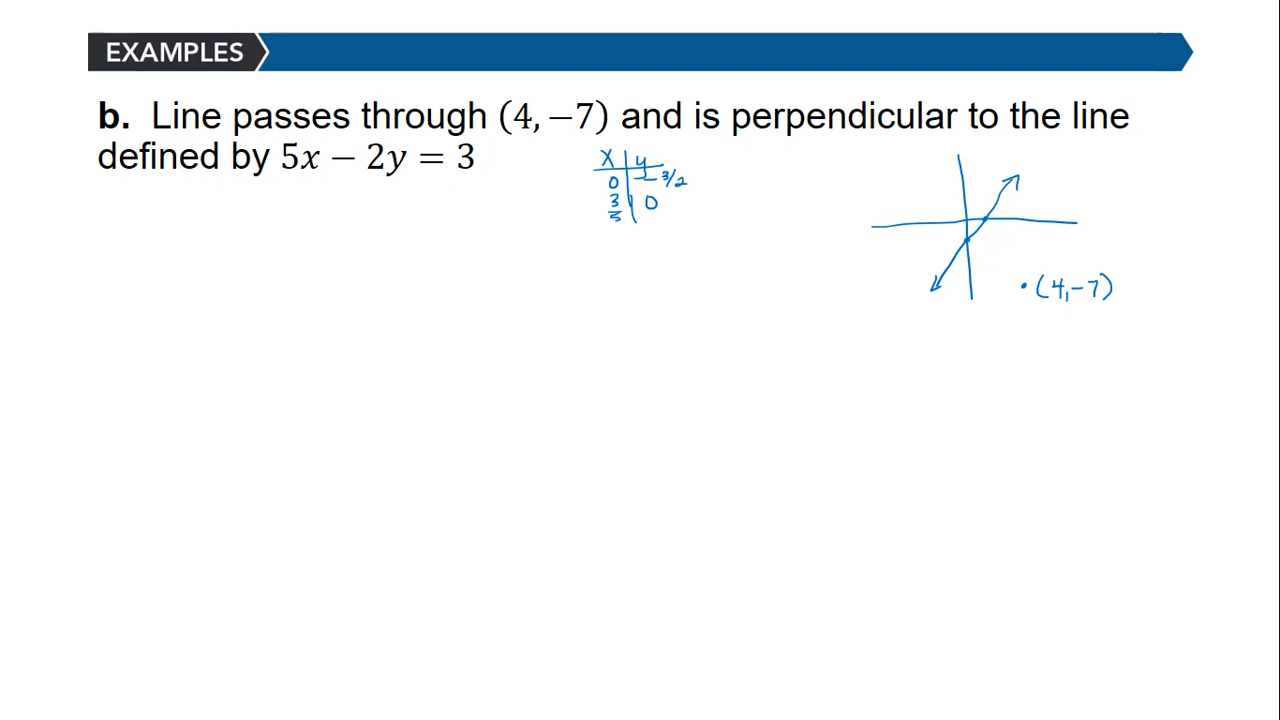 EXAMPLES
b. Line passes through (4, −7) and is perpendicular to the line
defined by 5x − 2y = 3
x | y
0 | −3/2
3/5 | 0
(4, −7)